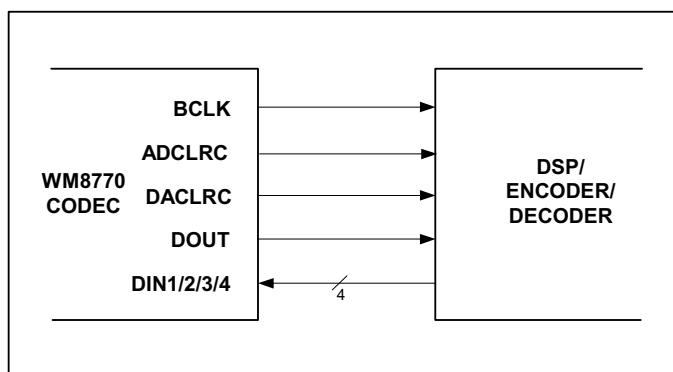 BCLK
ADCLRC
WM8770
CODEC
DACLRC
DOUT
DIN1/2/3/4
4
DSP/
ENCODER/
DECODER